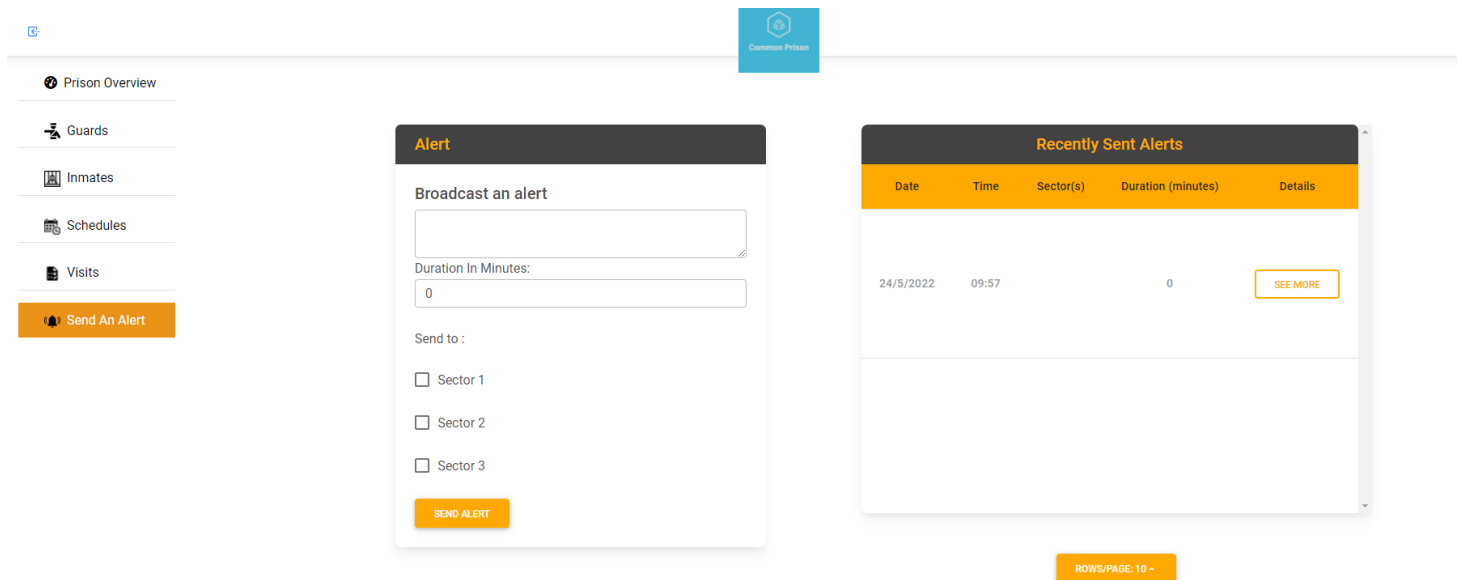 Common Prison
Prison Overview
Guards
Inmates
Schedules
Visits
Send An Alert
Alert
Broadcast an alert
Duration In Minutes:
0
Send to :
Sector 1
Sector 2
Sector 3
SEND ALERT
Recently Sent Alerts
Date Time Sector(s) Duration (minutes) Details
24/5/2022 09:57 0 SEE MORE
ROWS/PAGE: 10